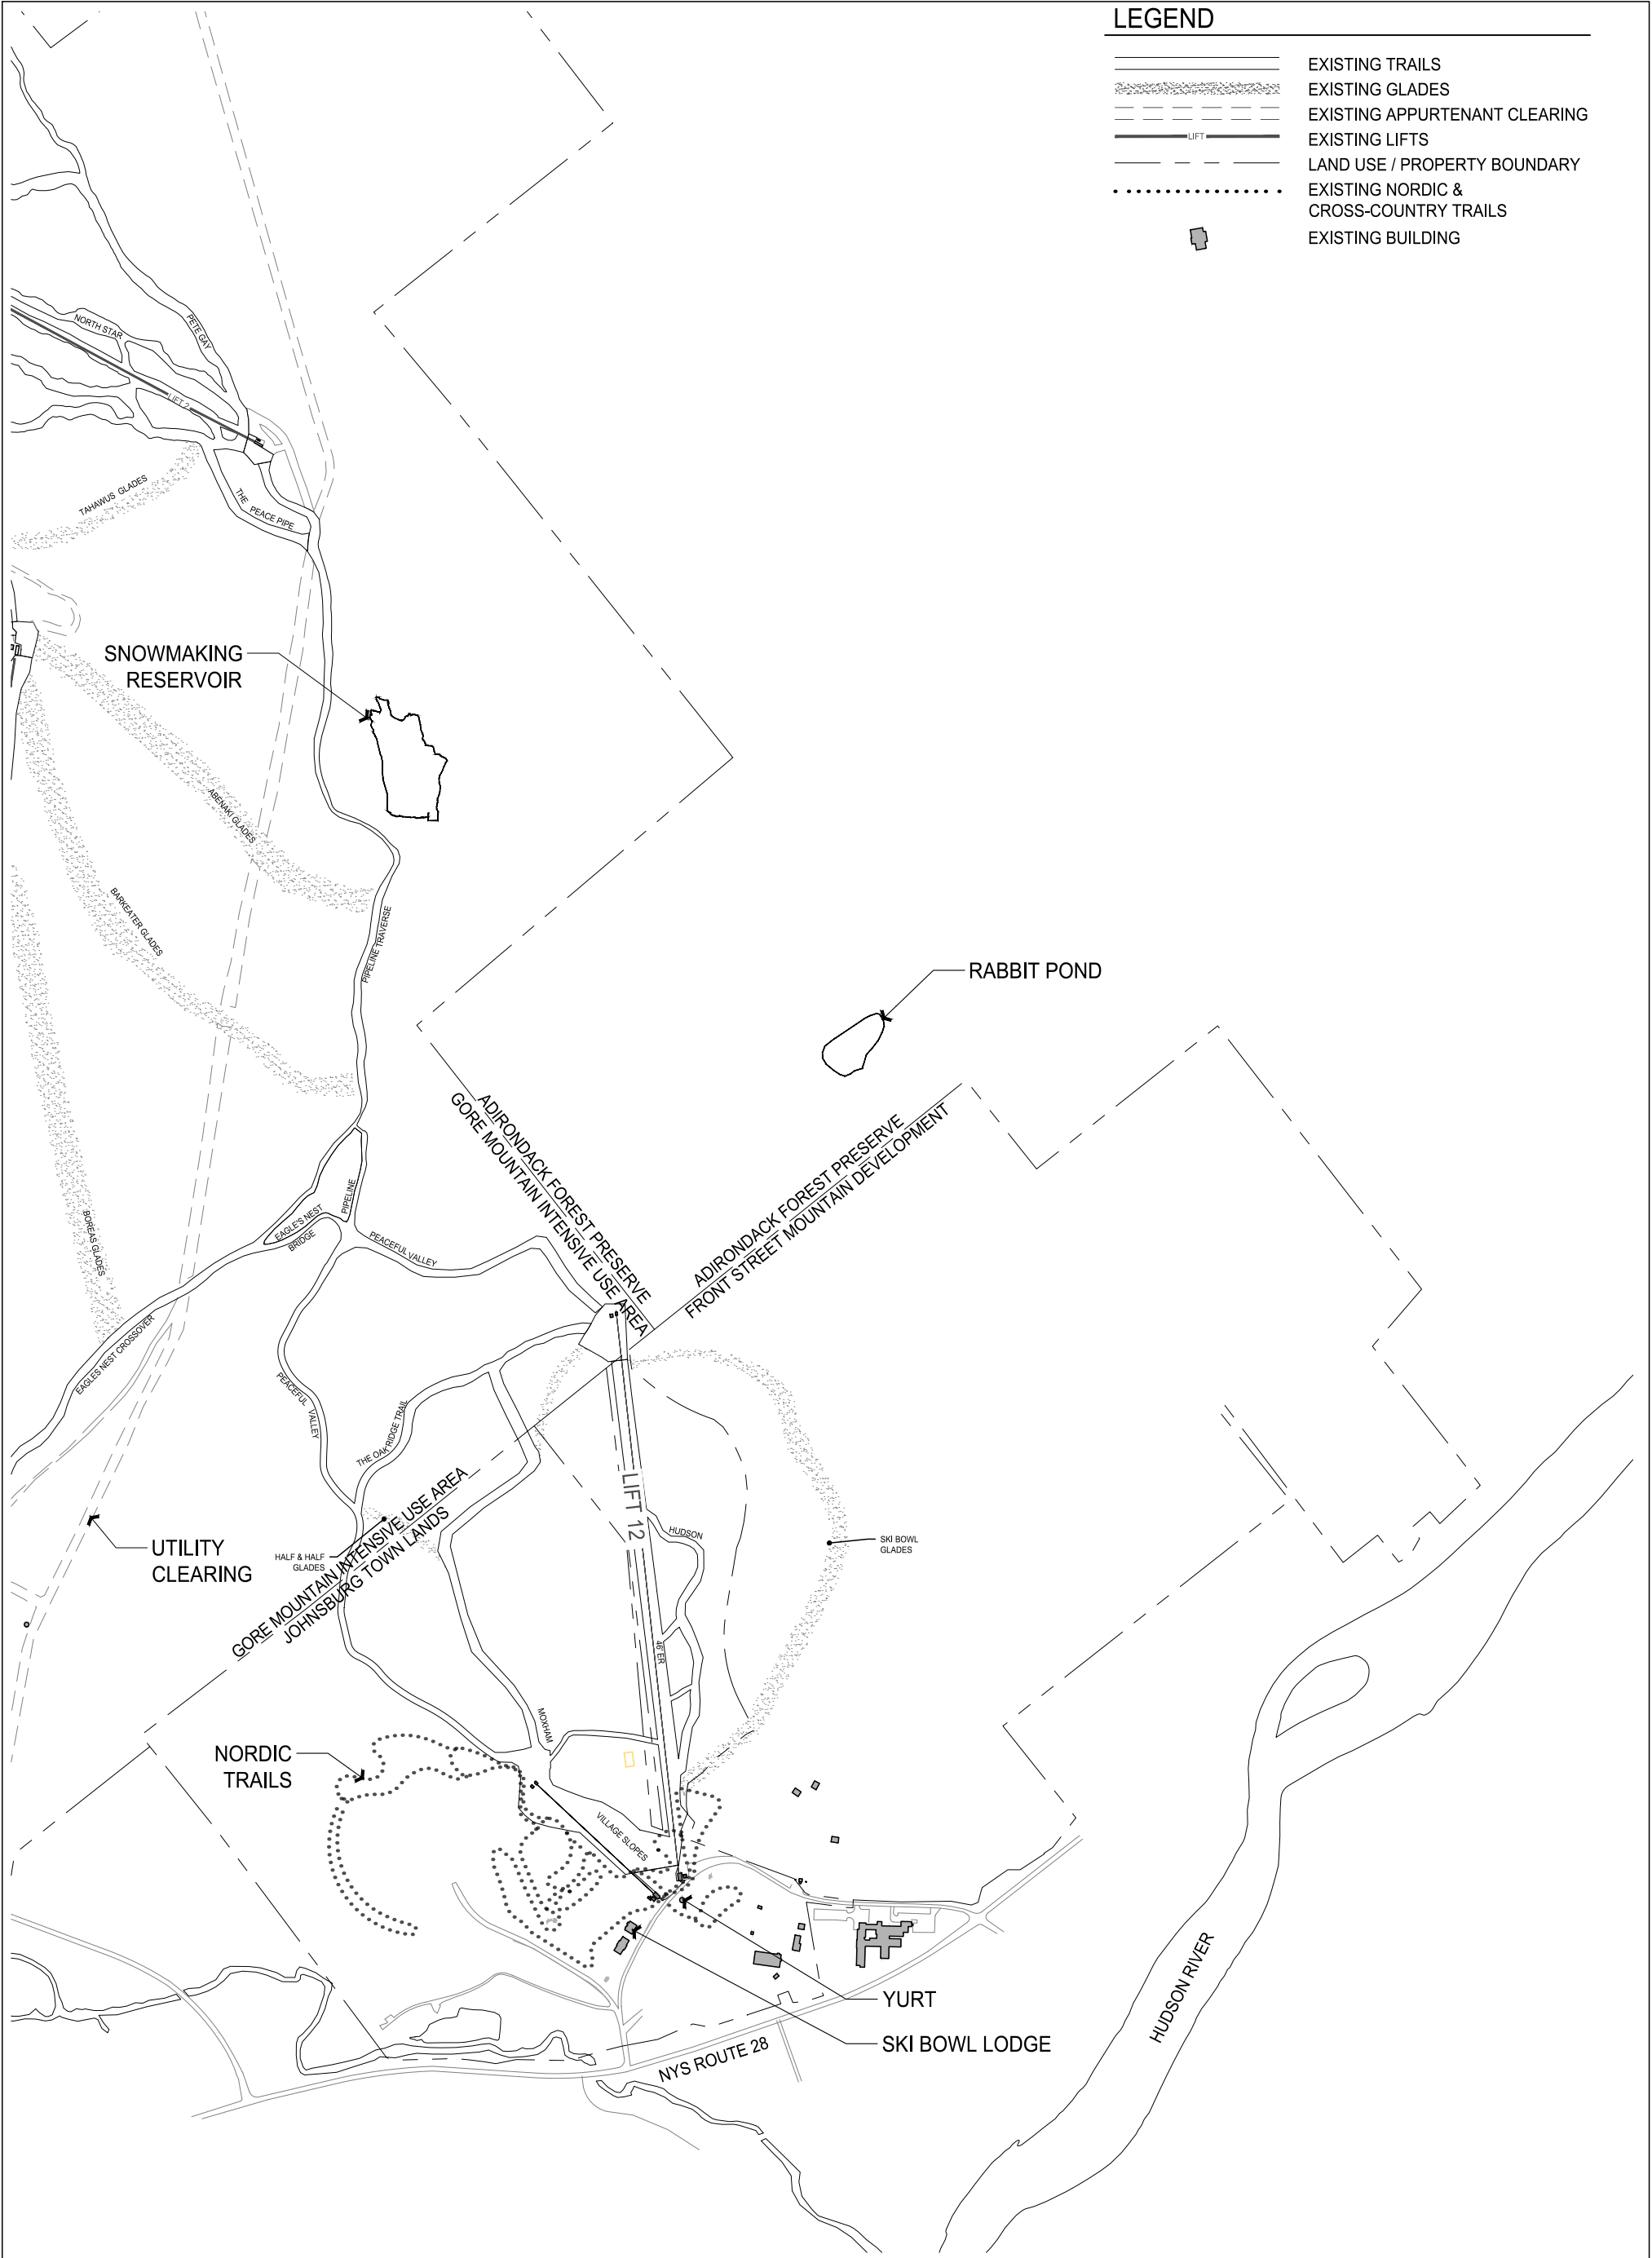 LEGEND
EXISTING TRAILS
EXISTING GLADES
EXISTING APPURTENANT CLEARING
LIFT
EXISTING LIFTS
LAND USE / PROPERTY BOUNDARY
EXISTING NORDIC &
CROSS-COUNTRY TRAILS
EXISTING BUILDING
NORTH STAR
PETE GAY
LIFT 2
TAHAWUS GLADES
THE PEACE PIPE
SNOWMAKING
RESERVOIR
ABENAKI GLADES
BARKEATER GLADES
PIPELINE TRAVERSE
RABBIT POND
ADIRONDACK FOREST PRESERVE
GORE MOUNTAIN INTENSIVE USE AREA
ADIRONDACK FOREST PRESERVE
FRONT STREET MOUNTAIN DEVELOPMENT
BOREAS GLADES
EAGLE'S NEST
BRIDGE
PIPELINE
PEACEFUL VALLEY
EAGLES NEST CROSSOVER
PEACEFUL VALLEY
THE OAK RIDGE TRAIL
LIFT 12
HUDSON
SKI BOWL
GLADES
UTILITY
CLEARING
HALF & HALF
GLADES
GORE MOUNTAIN INTENSIVE USE AREA
JOHNSBURG TOWN LANDS
46'ER
MOXHAM
NORDIC
TRAILS
VILLAGE SLOPES
YURT
SKI BOWL LODGE
NYS ROUTE 28
HUDSON RIVER